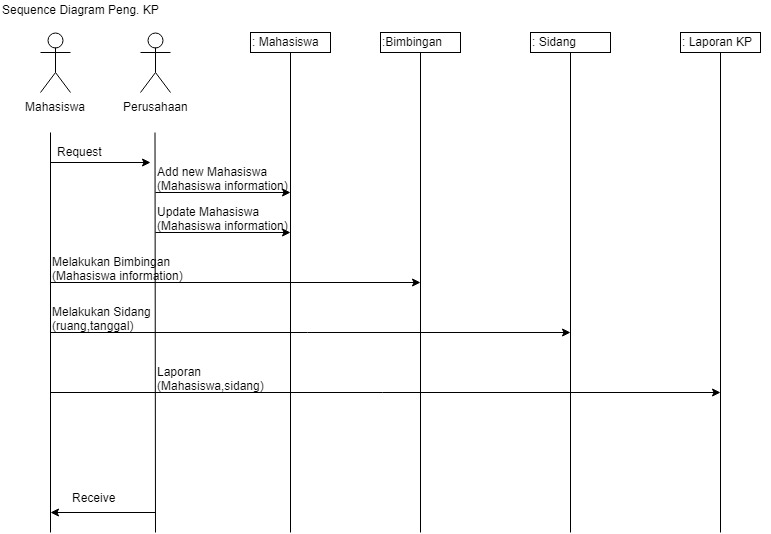 Sequence Diagram Peng. KP
: Mahasiswa
:Bimbingan
: Sidang
: Laporan KP
Mahasiswa
Perusahaan
Request
Add new Mahasiswa
(Mahasiswa information)
Update Mahasiswa
(Mahasiswa information)
Melakukan Bimbingan
(Mahasiswa information)
Melakukan Sidang
(ruang,tanggal)
Laporan
(Mahasiswa,sidang)
Receive